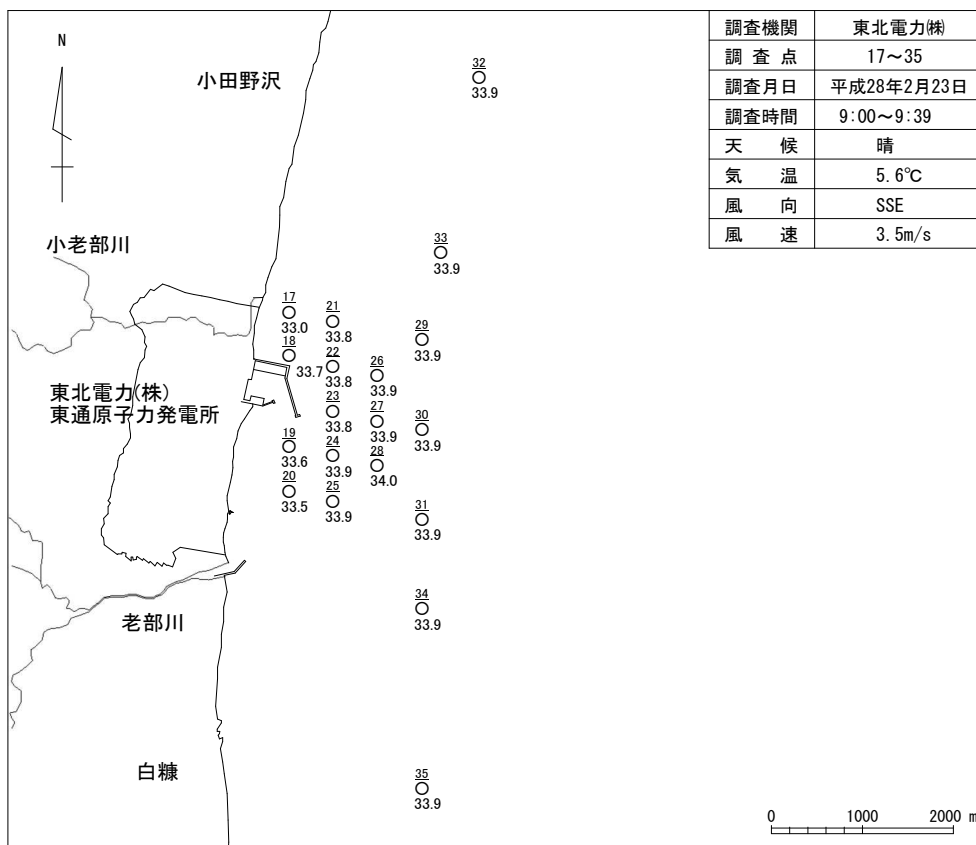 調査機関 東北電力㈱
調査点 17～35
調査月日 平成28年2月23日
調査時間 9:00～9:39
天候 晴
気温 5.6℃
風向 SSE
風速 3.5m/s
N
小田野沢
32
33.9
小老部川
33
33.9
17
33.0
21
33.8
18
33.7
29
33.9
22
33.8
26
33.9
東北電力(株)
東通原子力発電所
23
33.8
27
33.9
30
33.9
19
33.6
24
33.9
28
34.0
20
33.5
25
33.9
31
33.9
34
33.9
老部川
白糠
35
33.9
0 1000 2000 m